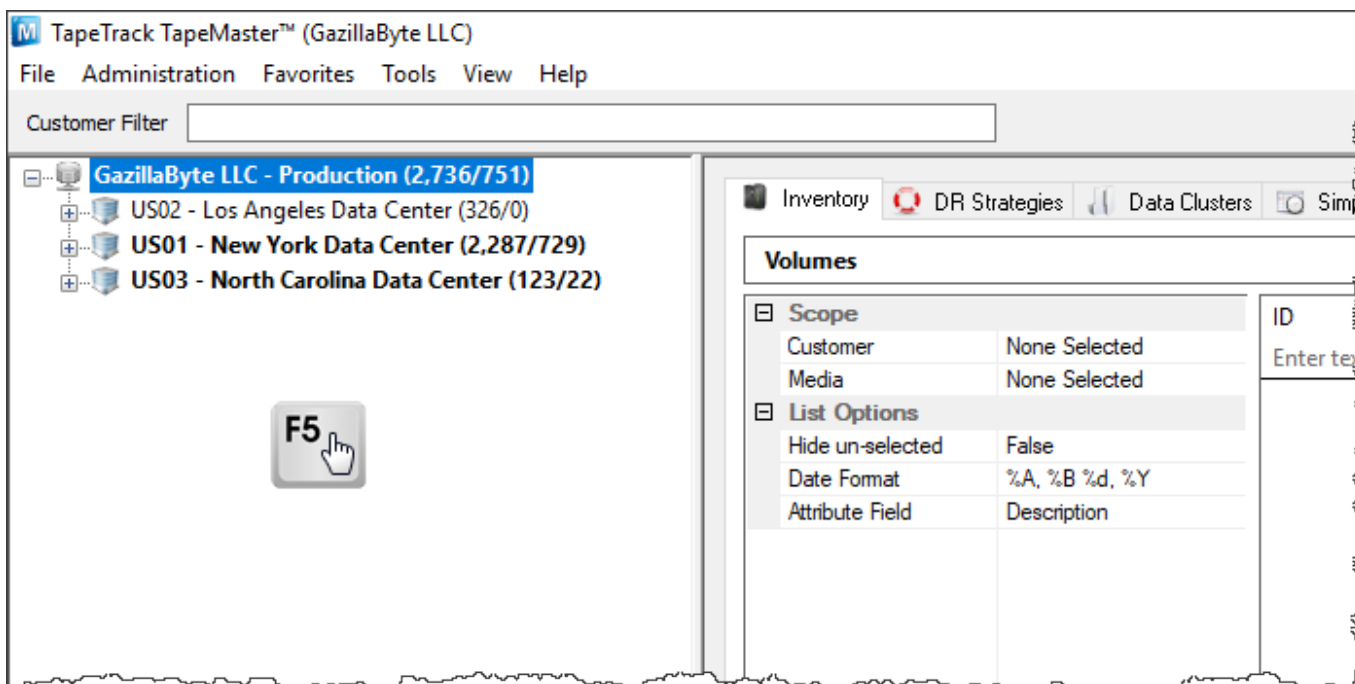 TapeTrack TapeMaster™ (GazillaByte LLC)
File Administration Favorites Tools View Help
Customer Filter
GazillaByte LLC - Production (2,736/751)
US02 - Los Angeles Data Center (326/0)
US01 - New York Data Center (2,287/729)
US03 - North Carolina Data Center (123/22)
F5
Inventory DR Strategies Data Clusters
Volumes
Scope
Customer None Selected
Media None Selected
List Options
Hide un-selected False
Date Format %A, %B %d, %Y
Attribute Field Description
ID
Enter